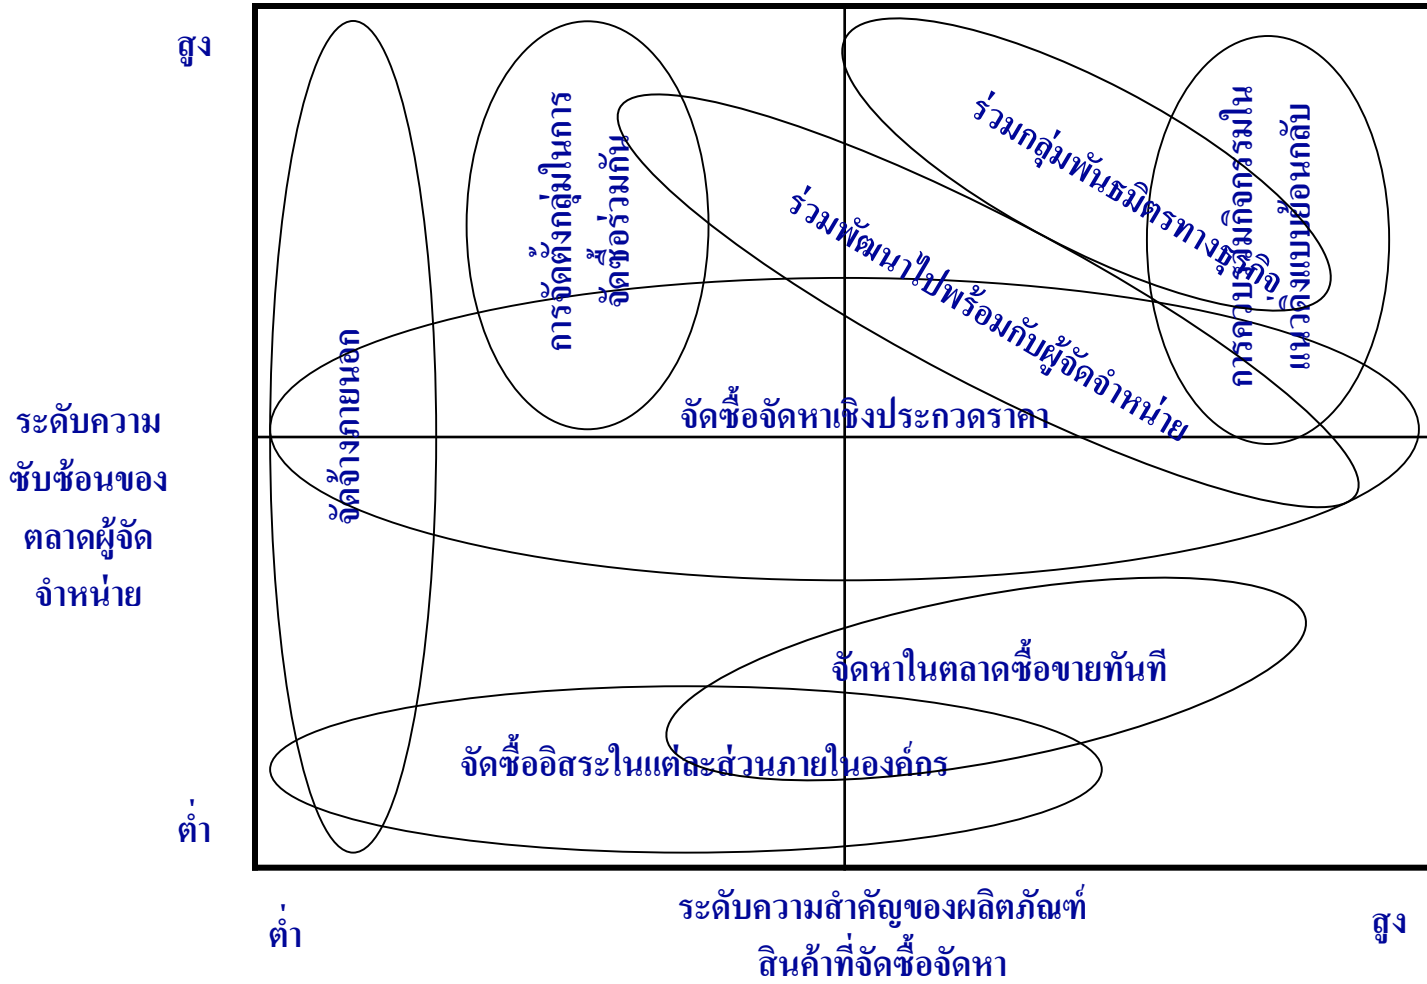 สูง
ระดับความ
ซับซ้อนของ
ตลาดผู้จัด
จำหน่าย
ต่ำ
จัดจ้างภายนอก
การจัดตั้งกลุ่มในการ
จัดซื้อร่วมกัน
ร่วมพัฒนาไปพร้อมกับผู้จัดจำหน่าย
ร่วมกลุ่มพันธมิตรทางธุรกิจ
การควบรวมกิจกรรมใน
แนวดิ่งแบบย้อนกลับ
จัดซื้อจัดหาเชิงประกวดราคา
จัดหาในตลาดซื้อขายทันที
จัดซื้ออิสระในแต่ละส่วนภายในองค์กร
ต่ำ
ระดับความสำคัญของผลิตภัณฑ์
สินค้าที่จัดซื้อจัดหา
สูง